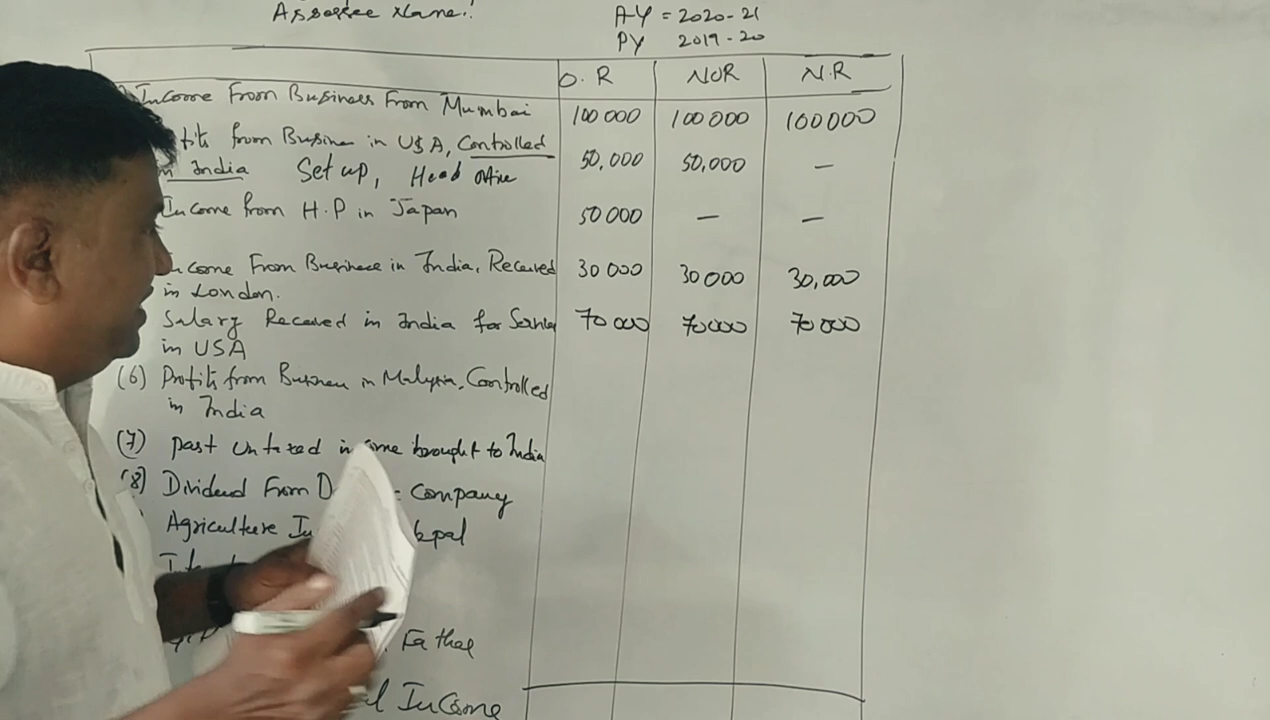 Assessee Name:
A-Y = 2020-21
PY 2019-20
O. R NOR N.R
Income From Business From Mumbai 100000 100000 100000
from Busine in USA, Controlled
in India Set up, Head Office 50,000 50,000 —
Income from H.P in Japan 50000 — —
Income From Business in India, Received 30000 30000 30,000
in London.
Salary Received in India for Service 70000 70000 70000
in USA
(6) Profits from Business in Malysia, Controlled
in India
(7) past untaxed income brought to India
(8) Dividend From Company
Agriculture
Father
Income